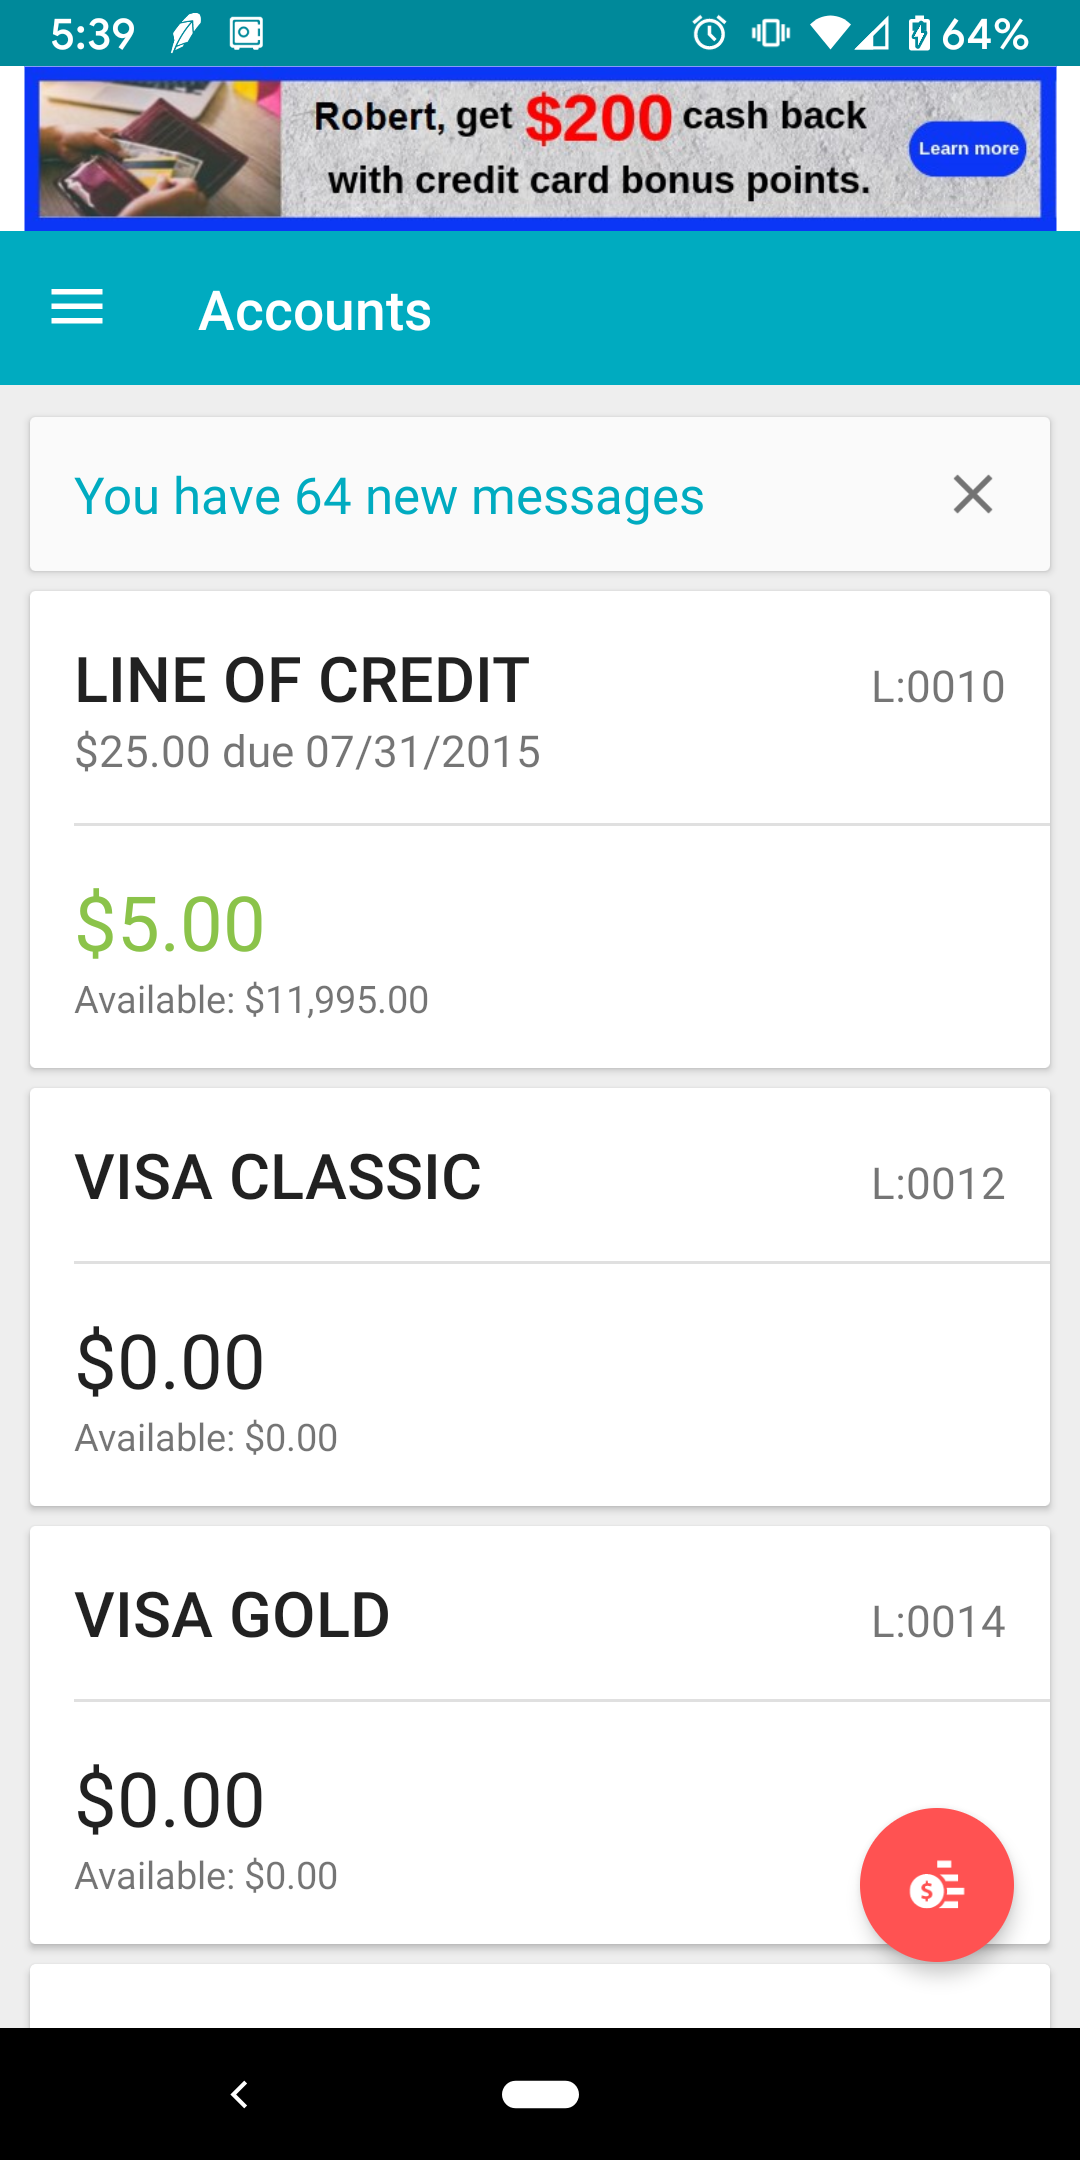 5:39 64%
Robert, get $200 cash back
with credit card bonus points.
Learn more
Accounts
You have 64 new messages
LINE OF CREDIT L:0010
$25.00 due 07/31/2015
$5.00
Available: $11,995.00
VISA CLASSIC L:0012
$0.00
Available: $0.00
VISA GOLD L:0014
$0.00
Available: $0.00
$